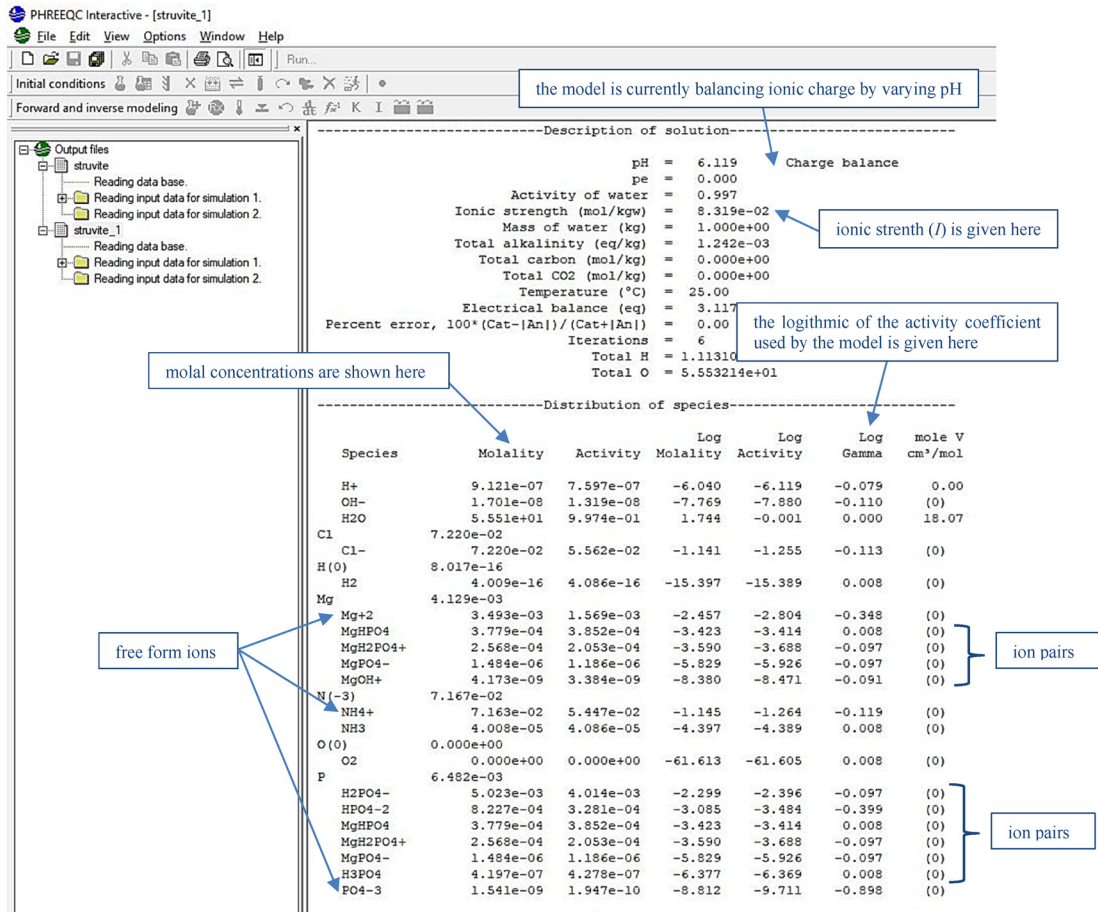 PHREEQC Interactive - [struvite_1]
File Edit View Options Window Help
Run...
Initial conditions
Forward and inverse modeling
the model is currently balancing ionic charge by varying pH
Output files
struvite
Reading data base.
Reading input data for simulation 1.
Reading input data for simulation 2.
struvite_1
Reading data base.
Reading input data for simulation 1.
Reading input data for simulation 2.
----------------------------Description of solution----------------------------
pH = 6.119 Charge balance
pe = 0.000
Activity of water = 0.997
Ionic strength (mol/kgw) = 8.319e-02
Mass of water (kg) = 1.000e+00
Total alkalinity (eq/kg) = 1.242e-03
Total carbon (mol/kg) = 0.000e+00
Total CO2 (mol/kg) = 0.000e+00
Temperature (°C) = 25.00
Electrical balance (eq) = 3.117
Percent error, 100*(Cat-|An|)/(Cat+|An|) = 0.00
Iterations = 6
Total H = 1.11310
Total O = 5.553214e+01
ionic strenth (I) is given here
the logithmic of the activity coefficient
used by the model is given here
molal concentrations are shown here
----------------------------Distribution of species----------------------------
Log Log Log mole V
Species Molality Activity Molality Activity Gamma cm³/mol
H+ 9.121e-07 7.597e-07 -6.040 -6.119 -0.079 0.00
OH- 1.701e-08 1.319e-08 -7.769 -7.880 -0.110 (0)
H2O 5.551e+01 9.974e-01 1.744 -0.001 0.000 18.07
Cl 7.220e-02
Cl- 7.220e-02 5.562e-02 -1.141 -1.255 -0.113 (0)
H(0) 8.017e-16
H2 4.009e-16 4.086e-16 -15.397 -15.389 0.008 (0)
Mg 4.129e-03
Mg+2 3.493e-03 1.569e-03 -2.457 -2.804 -0.348 (0)
MgHPO4 3.779e-04 3.852e-04 -3.423 -3.414 0.008 (0)
MgH2PO4+ 2.568e-04 2.053e-04 -3.590 -3.688 -0.097 (0)
MgPO4- 1.484e-06 1.186e-06 -5.829 -5.926 -0.097 (0)
MgOH+ 4.173e-09 3.384e-09 -8.380 -8.471 -0.091 (0)
N(-3) 7.167e-02
NH4+ 7.163e-02 5.447e-02 -1.145 -1.264 -0.119 (0)
NH3 4.008e-05 4.086e-05 -4.397 -4.389 0.008 (0)
O(0) 0.000e+00
O2 0.000e+00 0.000e+00 -61.613 -61.605 0.008 (0)
P 6.482e-03
H2PO4- 5.023e-03 4.014e-03 -2.299 -2.396 -0.097 (0)
HPO4-2 8.227e-04 3.281e-04 -3.085 -3.484 -0.399 (0)
MgHPO4 3.779e-04 3.852e-04 -3.423 -3.414 0.008 (0)
MgH2PO4+ 2.568e-04 2.053e-04 -3.590 -3.688 -0.097 (0)
MgPO4- 1.484e-06 1.186e-06 -5.829 -5.926 -0.097 (0)
H3PO4 4.197e-07 4.278e-07 -6.377 -6.369 0.008 (0)
PO4-3 1.541e-09 1.947e-10 -8.812 -9.711 -0.898 (0)
free form ions
ion pairs
ion pairs